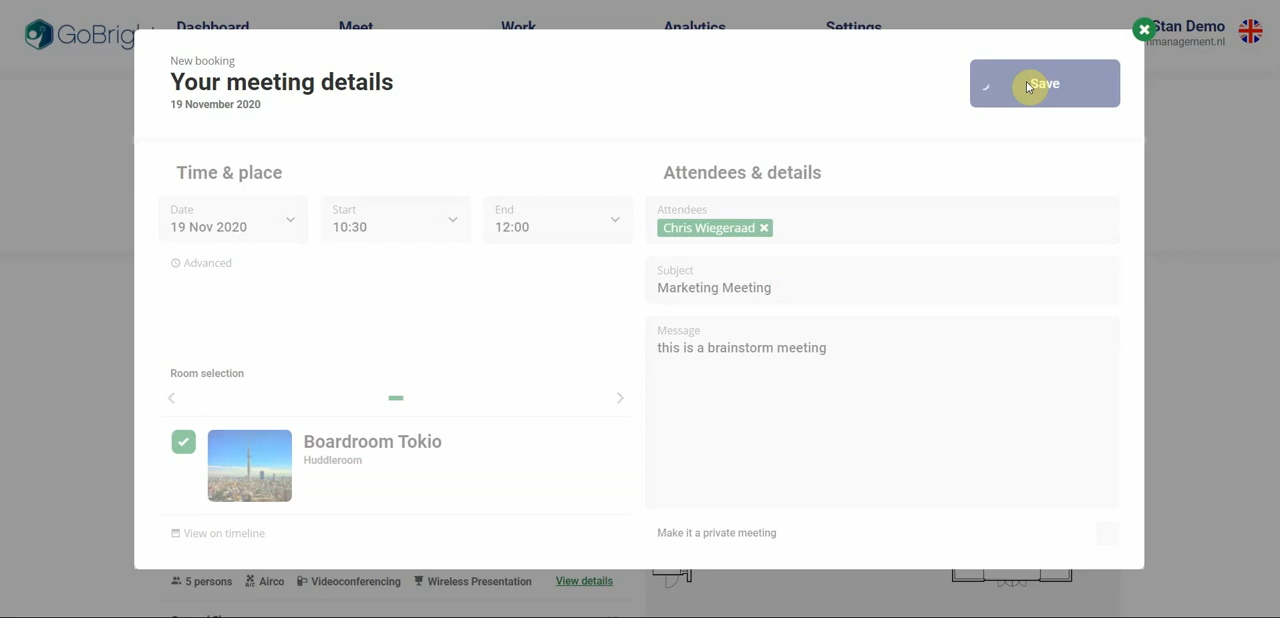 GoBrigh
Dashboard
Meet
Work
Analytics
Settings
Stan Demo
nmanagement.nl
New booking
Your meeting details
19 November 2020
Save
Time & place
Attendees & details
Date
19 Nov 2020
Start
10:30
End
12:00
Advanced
Attendees
Chris Wiegeraad
Subject
Marketing Meeting
Message
this is a brainstorm meeting
Room selection
Boardroom Tokio
Huddleroom
View on timeline
Make it a private meeting
5 persons
Airco
Videoconferencing
Wireless Presentation
View details